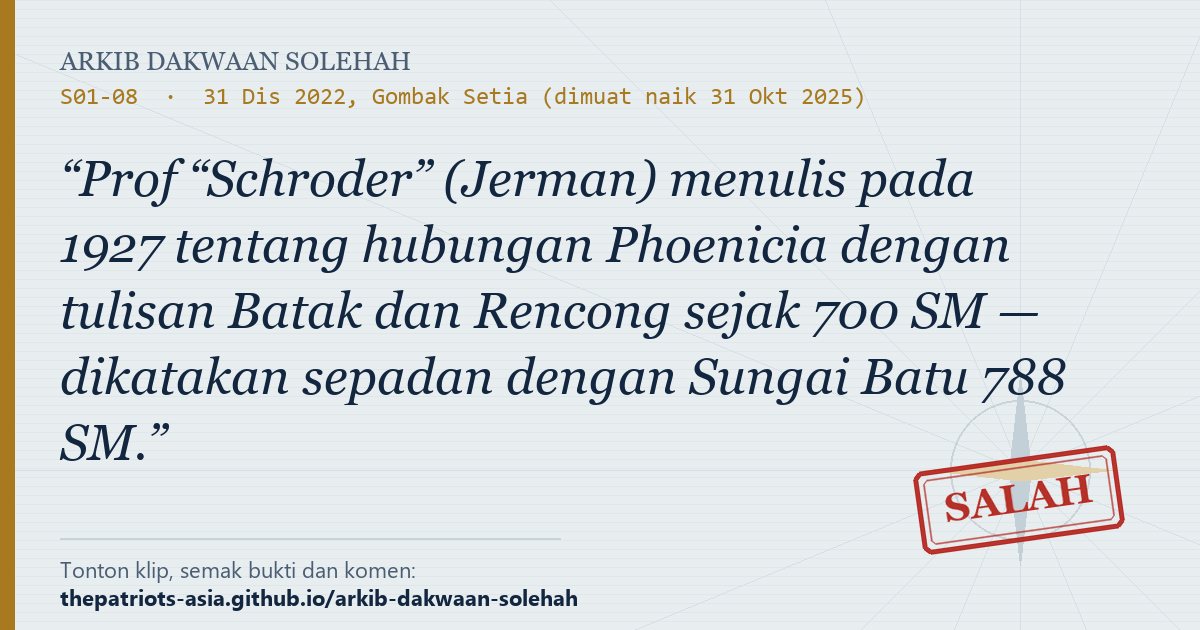 ARKIB DAKWAAN SOLEHAH
S01-08 · 31 Dis 2022, Gombak Setia (dimuat naik 31 Okt 2025)
“Prof “Schroder” (Jerman) menulis pada
1927 tentang hubungan Phoenicia dengan
tulisan Batak dan Rencong sejak 700 SM —
dikatakan sepadan dengan Sungai Batu 788
SM.”
SALAH
Tonton klip, semak bukti dan komen:
thepatriots-asia.github.io/arkib-dakwaan-solehah